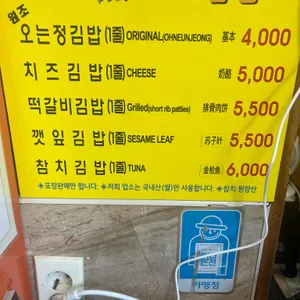 원조
오는정김밥(1줄) ORIGINAL(OHNEUNJEONG) 基本 4,000
치즈김밥(1줄) CHEESE 奶酪 5,000
떡갈비김밥(1줄) Grilled(short rib patties) 排骨肉饼 5,500
깻잎김밥(1줄) SESAME LEAF 苏子叶 5,500
참치김밥(1줄) TUNA 金枪鱼 6,000
◈포장판매만 합니다. ◈저희 업소는 국내산(쌀)만 사용합니다. ◈참치:원양산
가맹점